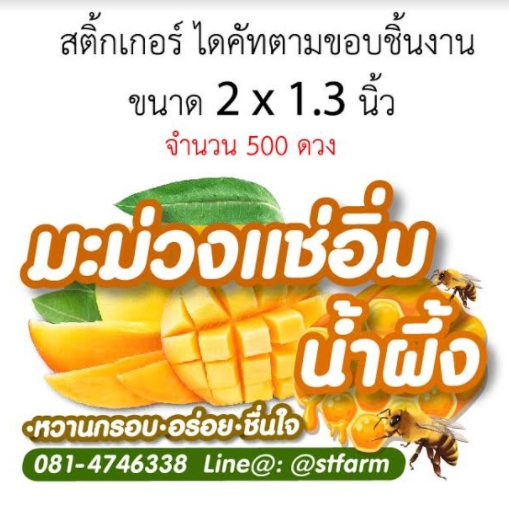 สติ้กเกอร์ ไดคัทตามขอบชิ้นงาน
ขนาด 2 x 1.3 นิ้ว
จำนวน 500 ดวง
มะม่วงแช่อิ่ม
น้ำผึ้ง
•หวานกรอบ•อร่อย•ชื่นใจ
081-4746338 Line@: @stfarm